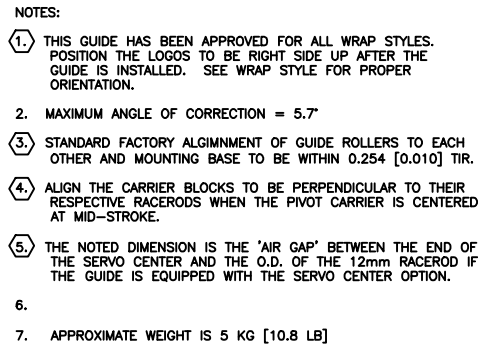 NOTES:
1. THIS GUIDE HAS BEEN APPROVED FOR ALL WRAP STYLES.
POSITION THE LOGOS TO BE RIGHT SIDE UP AFTER THE
GUIDE IS INSTALLED. SEE WRAP STYLE FOR PROPER
ORIENTATION.
2. MAXIMUM ANGLE OF CORRECTION = 5.7°
3. STANDARD FACTORY ALGIMNMENT OF GUIDE ROLLERS TO EACH
OTHER AND MOUNTING BASE TO BE WITHIN 0.254 [0.010] TIR.
4. ALIGN THE CARRIER BLOCKS TO BE PERPENDICULAR TO THEIR
RESPECTIVE RACERODS WHEN THE PIVOT CARRIER IS CENTERED
AT MID-STROKE.
5. THE NOTED DIMENSION IS THE 'AIR GAP' BETWEEN THE END OF
THE SERVO CENTER AND THE O.D. OF THE 12mm RACEROD IF
THE GUIDE IS EQUIPPED WITH THE SERVO CENTER OPTION.
6.
7. APPROXIMATE WEIGHT IS 5 KG [10.8 LB]